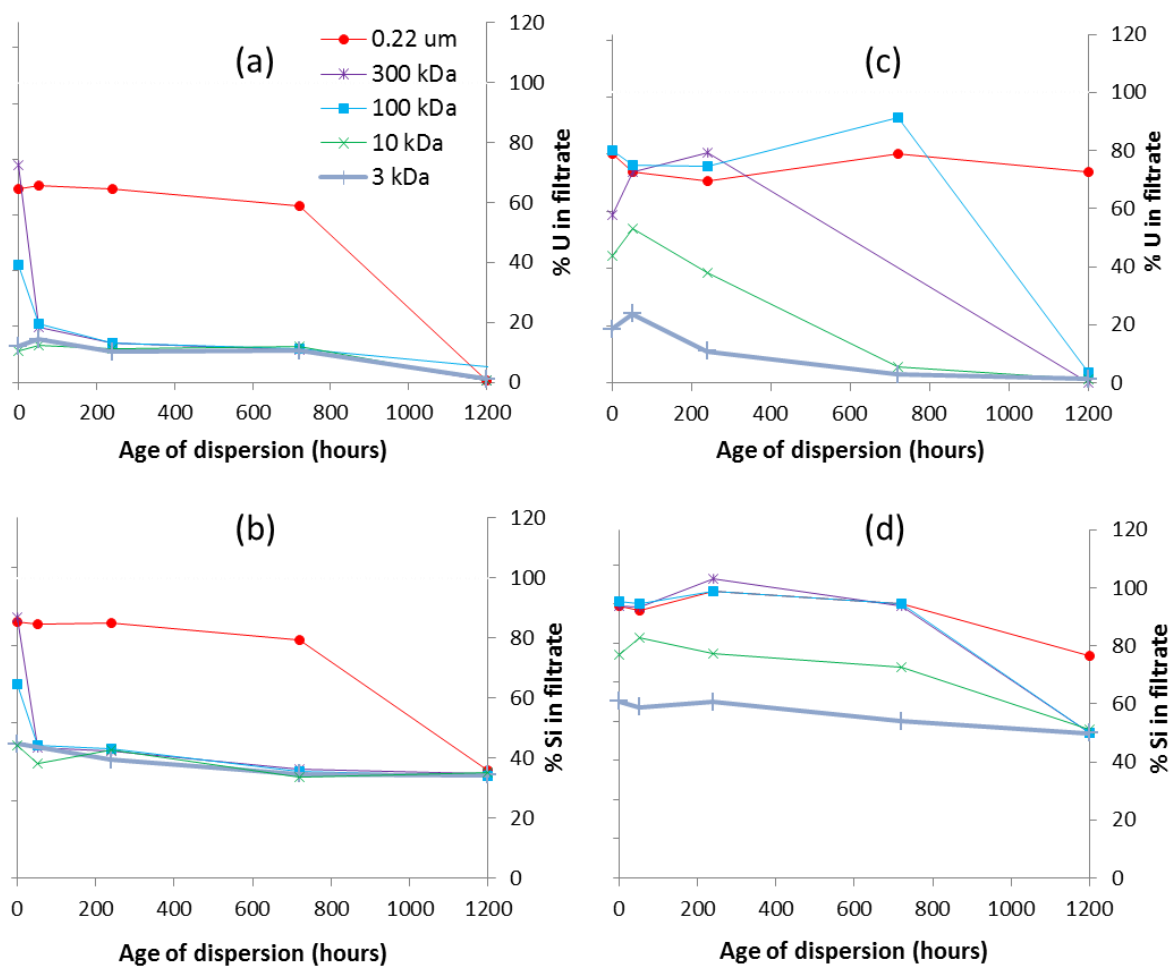 (a)
0.22 um
300 kDa
100 kDa
10 kDa
3 kDa
120
100
80
60
40
20
0
% U in filtrate
0 200 400 600 800 1000 1200
Age of dispersion (hours)
(c)
120
100
80
60
40
20
0
% U in filtrate
0 200 400 600 800 1000 1200
Age of dispersion (hours)
(b)
120
100
80
60
40
20
0
% Si in filtrate
0 200 400 600 800 1000 1200
Age of dispersion (hours)
(d)
120
100
80
60
40
20
0
% Si in filtrate
0 200 400 600 800 1000 1200
Age of dispersion (hours)